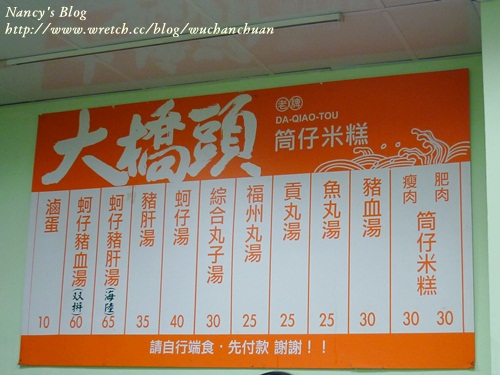 Nancy's Blog
http://www.wretch.cc/blog/wuchanchuan
大橋頭
老牌
DA-QIAO-TOU
筒仔米糕
肥肉 瘦肉 筒仔米糕 30 30
豬血湯 30
魚丸湯 25
貢丸湯 25
福州丸湯 25
綜合丸子湯 30
蚵仔湯 40
豬肝湯 35
蚵仔豬肝湯(海陸) 65
蚵仔豬血湯(双拼) 60
滷蛋 10
請自行端食・先付款 謝謝！！